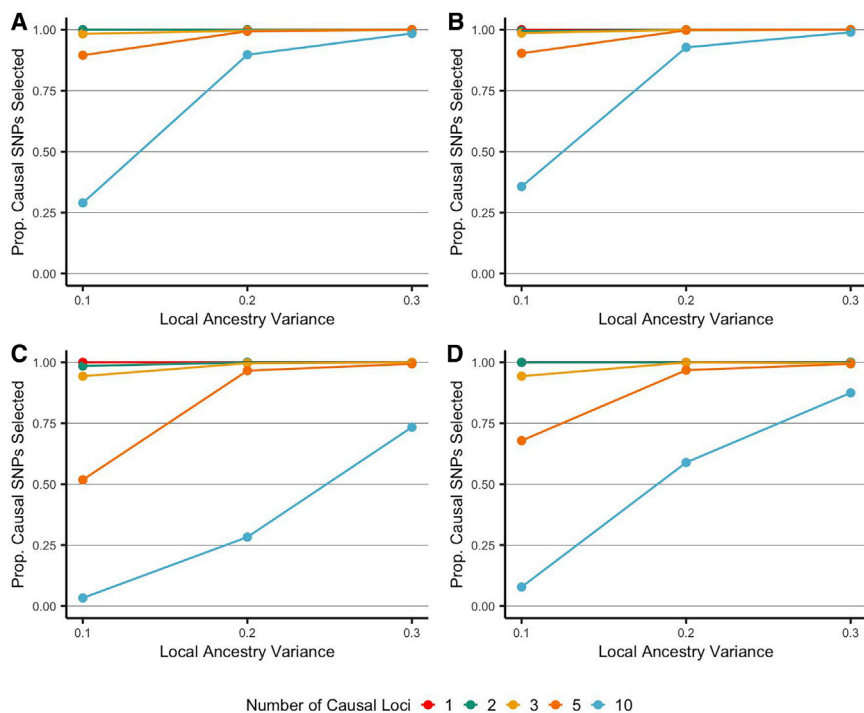 A
Prop. Causal SNPs Selected
1.00
0.75
0.50
0.25
0.00
0.1
0.2
0.3
Local Ancestry Variance
B
Prop. Causal SNPs Selected
1.00
0.75
0.50
0.25
0.00
0.1
0.2
0.3
Local Ancestry Variance
C
Prop. Causal SNPs Selected
1.00
0.75
0.50
0.25
0.00
0.1
0.2
0.3
Local Ancestry Variance
D
Prop. Causal SNPs Selected
1.00
0.75
0.50
0.25
0.00
0.1
0.2
0.3
Local Ancestry Variance
Number of Causal Loci 1 2 3 5 10